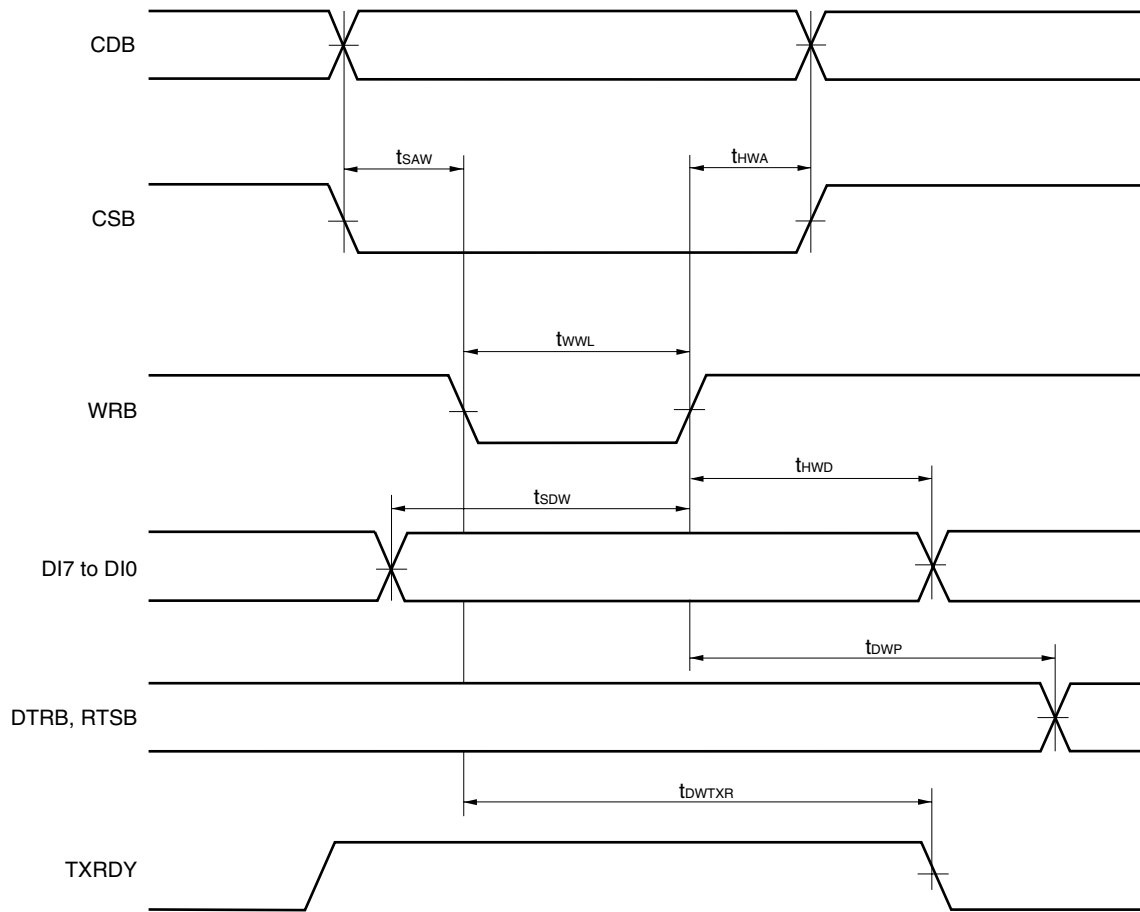 CDB
tSAW
tHWA
CSB
tWWL
WRB
tHWD
tSDW
DI7 to DI0
tDWP
DTRB, RTSB
tDWTXR
TXRDY